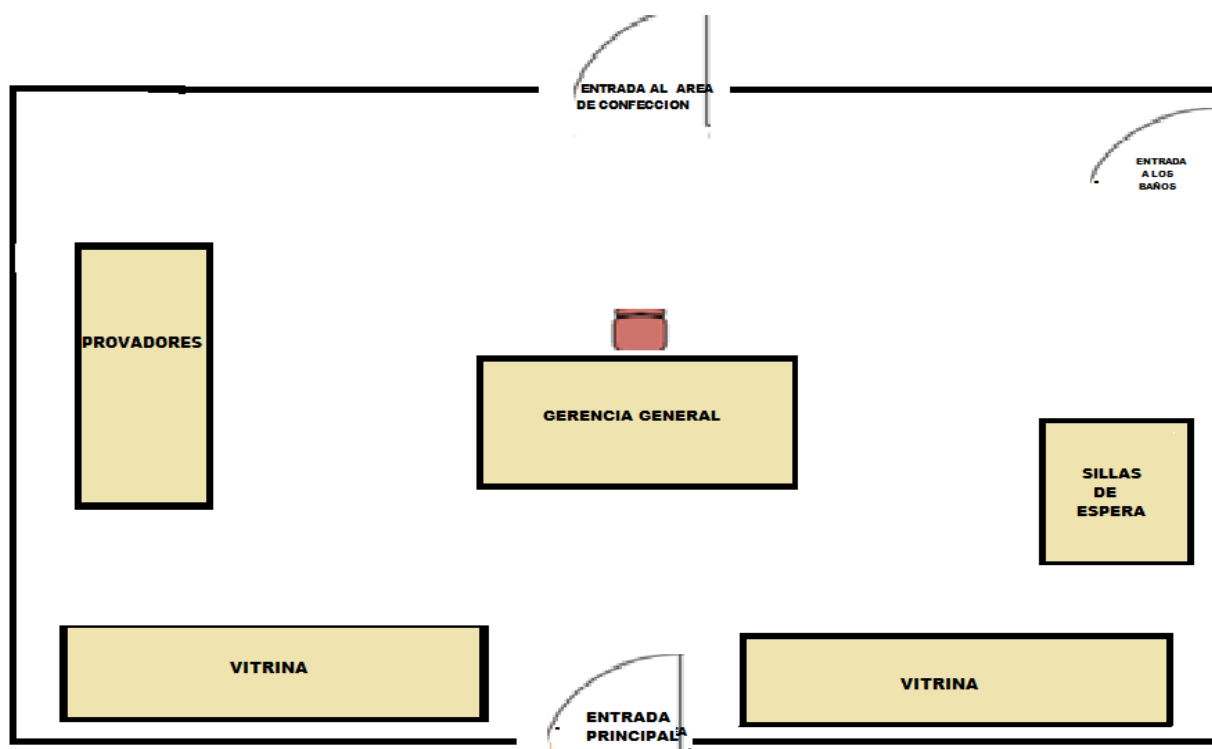 ENTRADA AL AREA
DE CONFECCION
ENTRADA
A LOS
BAÑOS
PROVADORES
GERENCIA GENERAL
SILLAS
DE
ESPERA
VITRINA
VITRINA
ENTRADA
PRINCIPAL